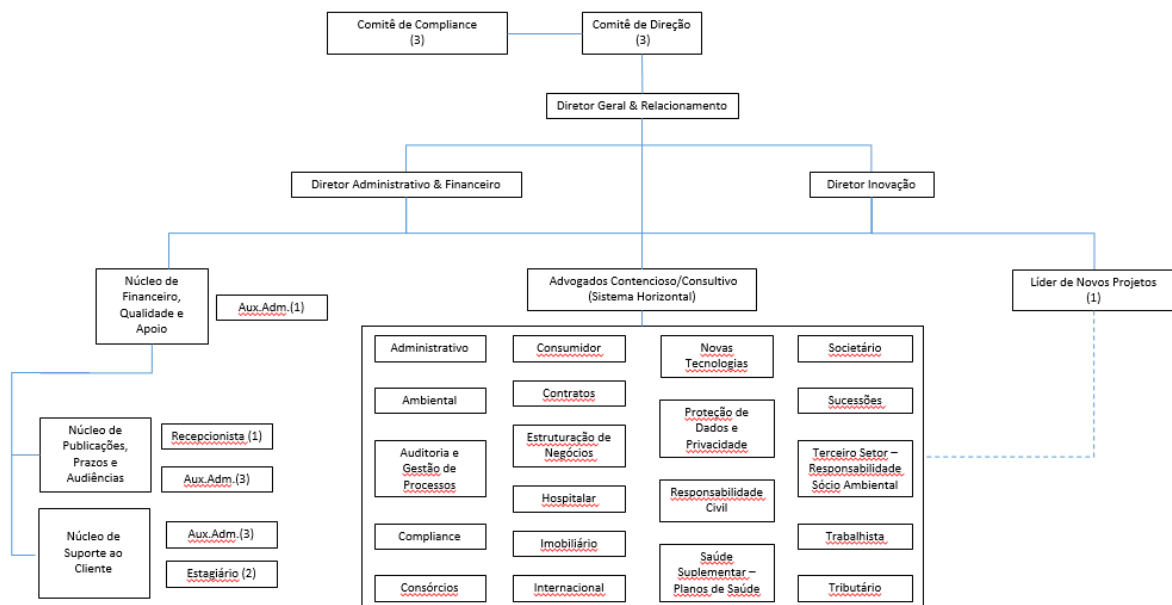 Comitê de Compliance
(3)
Comitê de Direção
(3)
Diretor Geral & Relacionamento
Diretor Administrativo & Financeiro
Diretor Inovação
Núcleo de
Financeiro,
Qualidade e
Apoio
Aux.Adm.(1)
Advogados Contencioso/Consultivo
(Sistema Horizontal)
Líder de Novos Projetos
(1)
Núcleo de
Publicações,
Prazos e
Audiências
Recepcionista (1)
Aux.Adm.(3)
Núcleo de
Suporte ao
Cliente
Aux.Adm.(3)
Estagiário (2)
Administrativo
Ambiental
Auditoria e
Gestão de
Processos
Compliance
Consórcios
Consumidor
Contratos
Estruturação de
Negócios
Hospitalar
Imobiliário
Internacional
Novas
Tecnologias
Proteção de
Dados e
Privacidade
Responsabilidade
Civil
Saúde
Suplementar –
Planos de Saúde
Societário
Sucessões
Terceiro Setor –
Responsabilidade
Sócio Ambiental
Trabalhista
Tributário